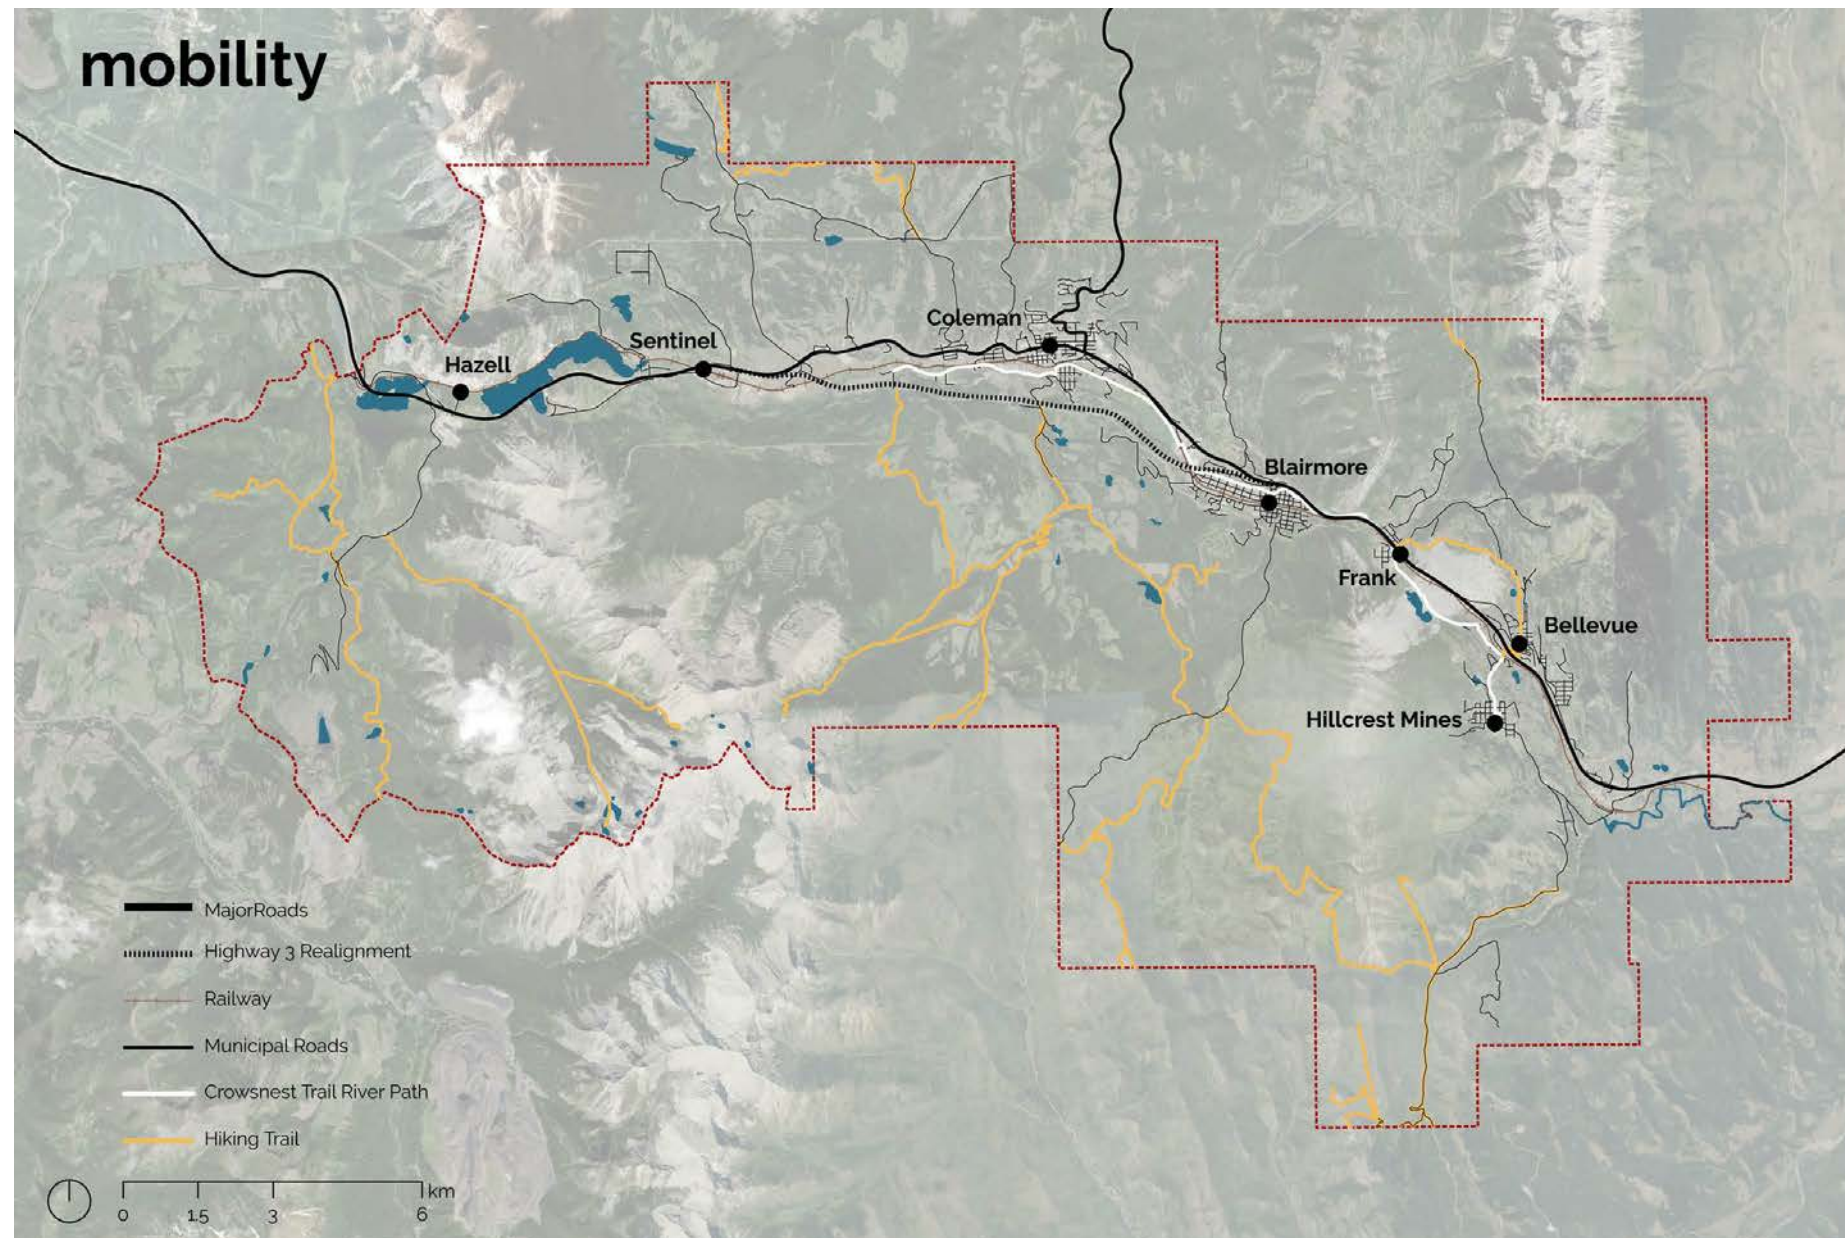 mobility
Coleman
Sentinel
Hazell
Blairmore
Frank
Bellevue
Hillcrest Mines
MajorRoads
Highway 3 Realignment
Railway
Municipal Roads
Crowsnest Trail River Path
Hiking Trail
km
0 1.5 3 6